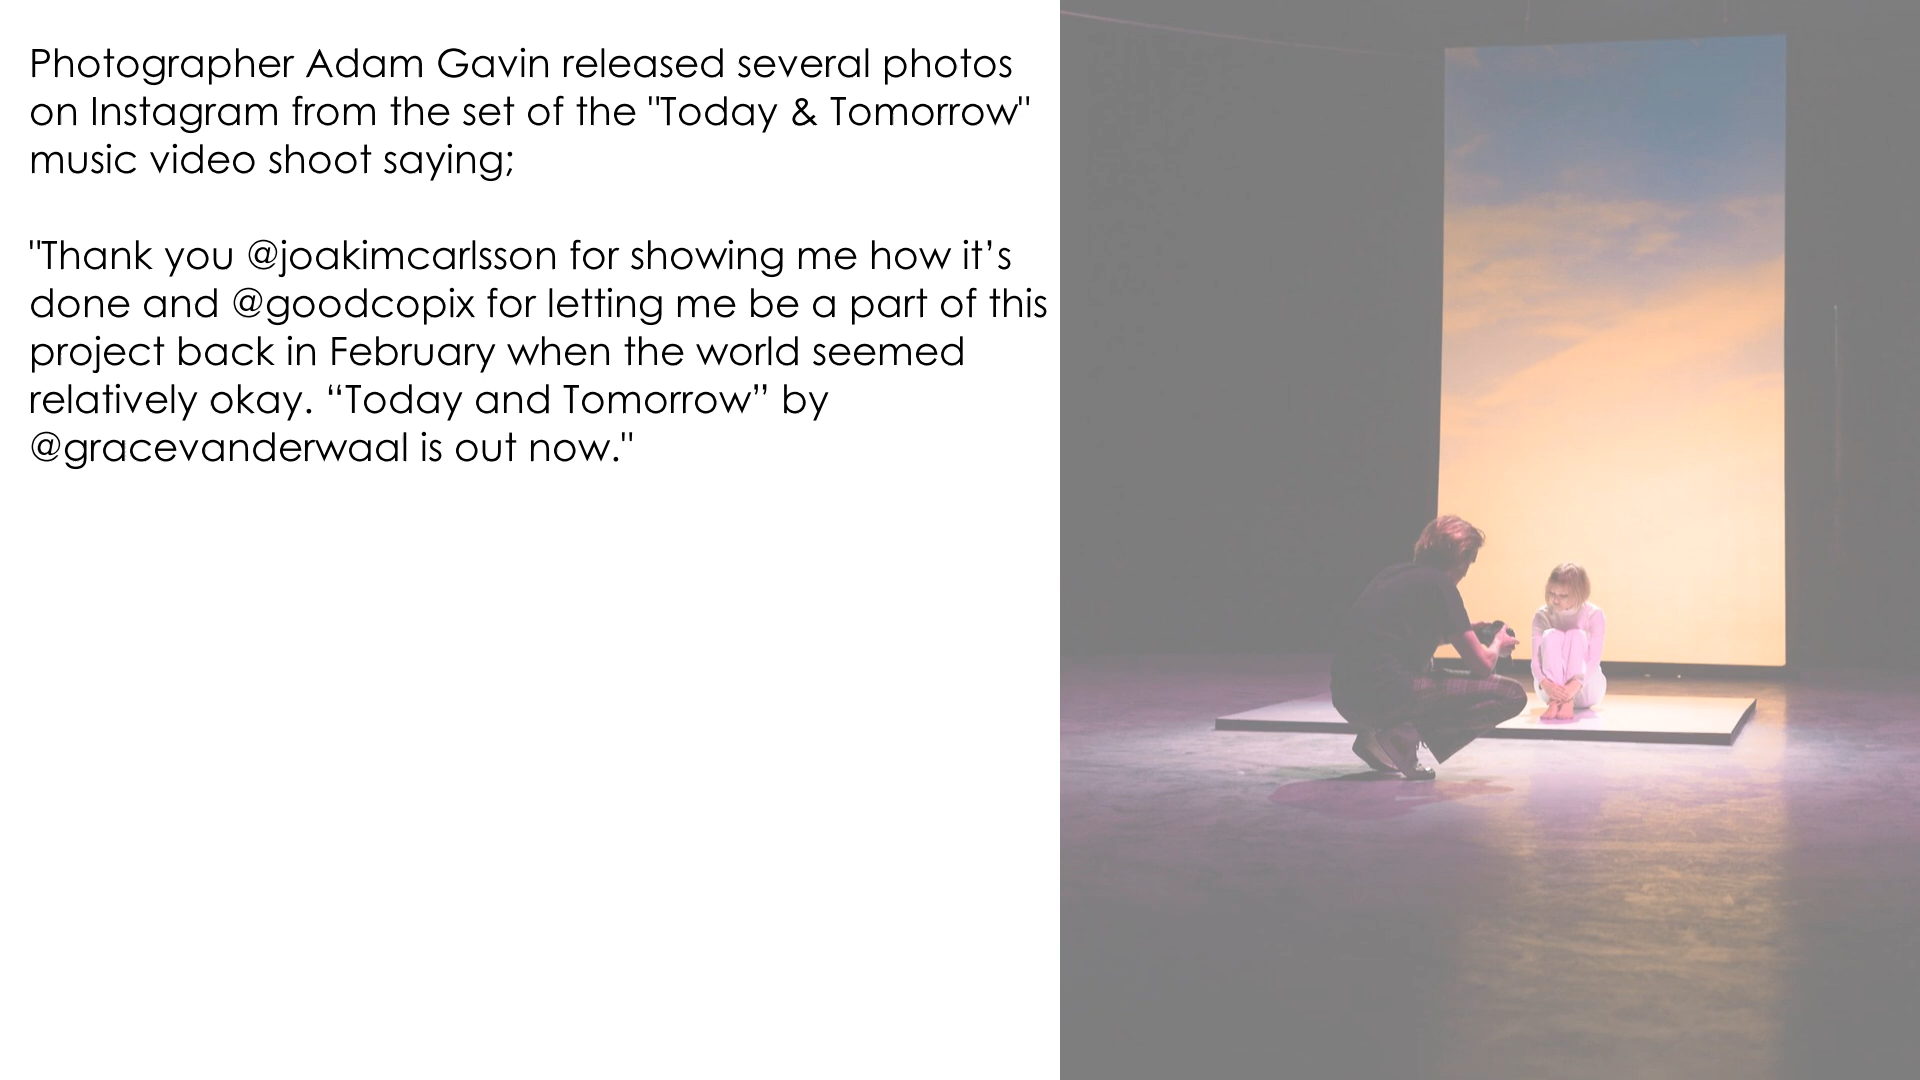 Photographer Adam Gavin released several photos
on Instagram from the set of the "Today & Tomorrow"
music video shoot saying;
"Thank you @joakimcarlsson for showing me how it’s
done and @goodcopix for letting me be a part of this
project back in February when the world seemed
relatively okay. “Today and Tomorrow” by
@gracevanderwaal is out now."